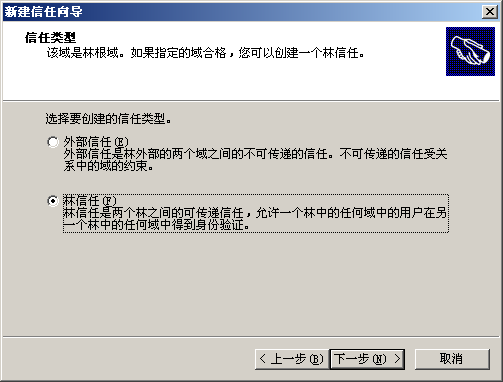 新建信任向导
信任类型
该域是林根域。如果指定的域合格,您可以创建一个林信任。
选择要创建的信任类型。
外部信任(E)
外部信任是林外部的两个域之间的不可传递的信任。不可传递的信任受关
系中的域的约束。
林信任(F)
林信任是两个林之间的可传递信任,允许一个林中的任何域中的用户在另
一个林中的任何域中得到身份验证。
< 上一步(B) 下一步(N) > 取消